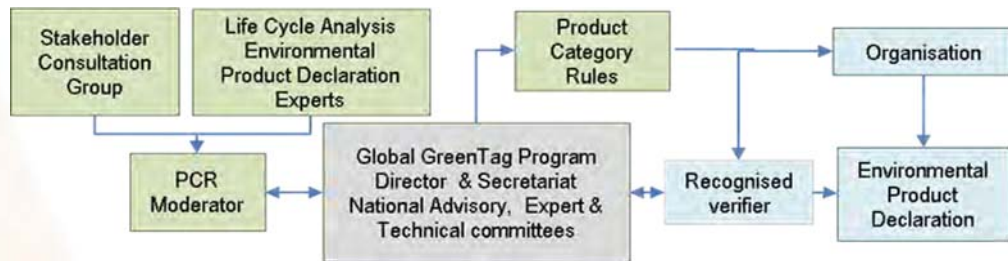 Stakeholder
Consultation
Group
Life Cycle Analysis
Environmental
Product Declaration
Experts
Product
Category
Rules
Organisation
PCR
Moderator
Global GreenTag Program
Director & Secretariat
National Advisory, Expert &
Technical committees
Recognised
verifier
Environmental
Product
Declaration